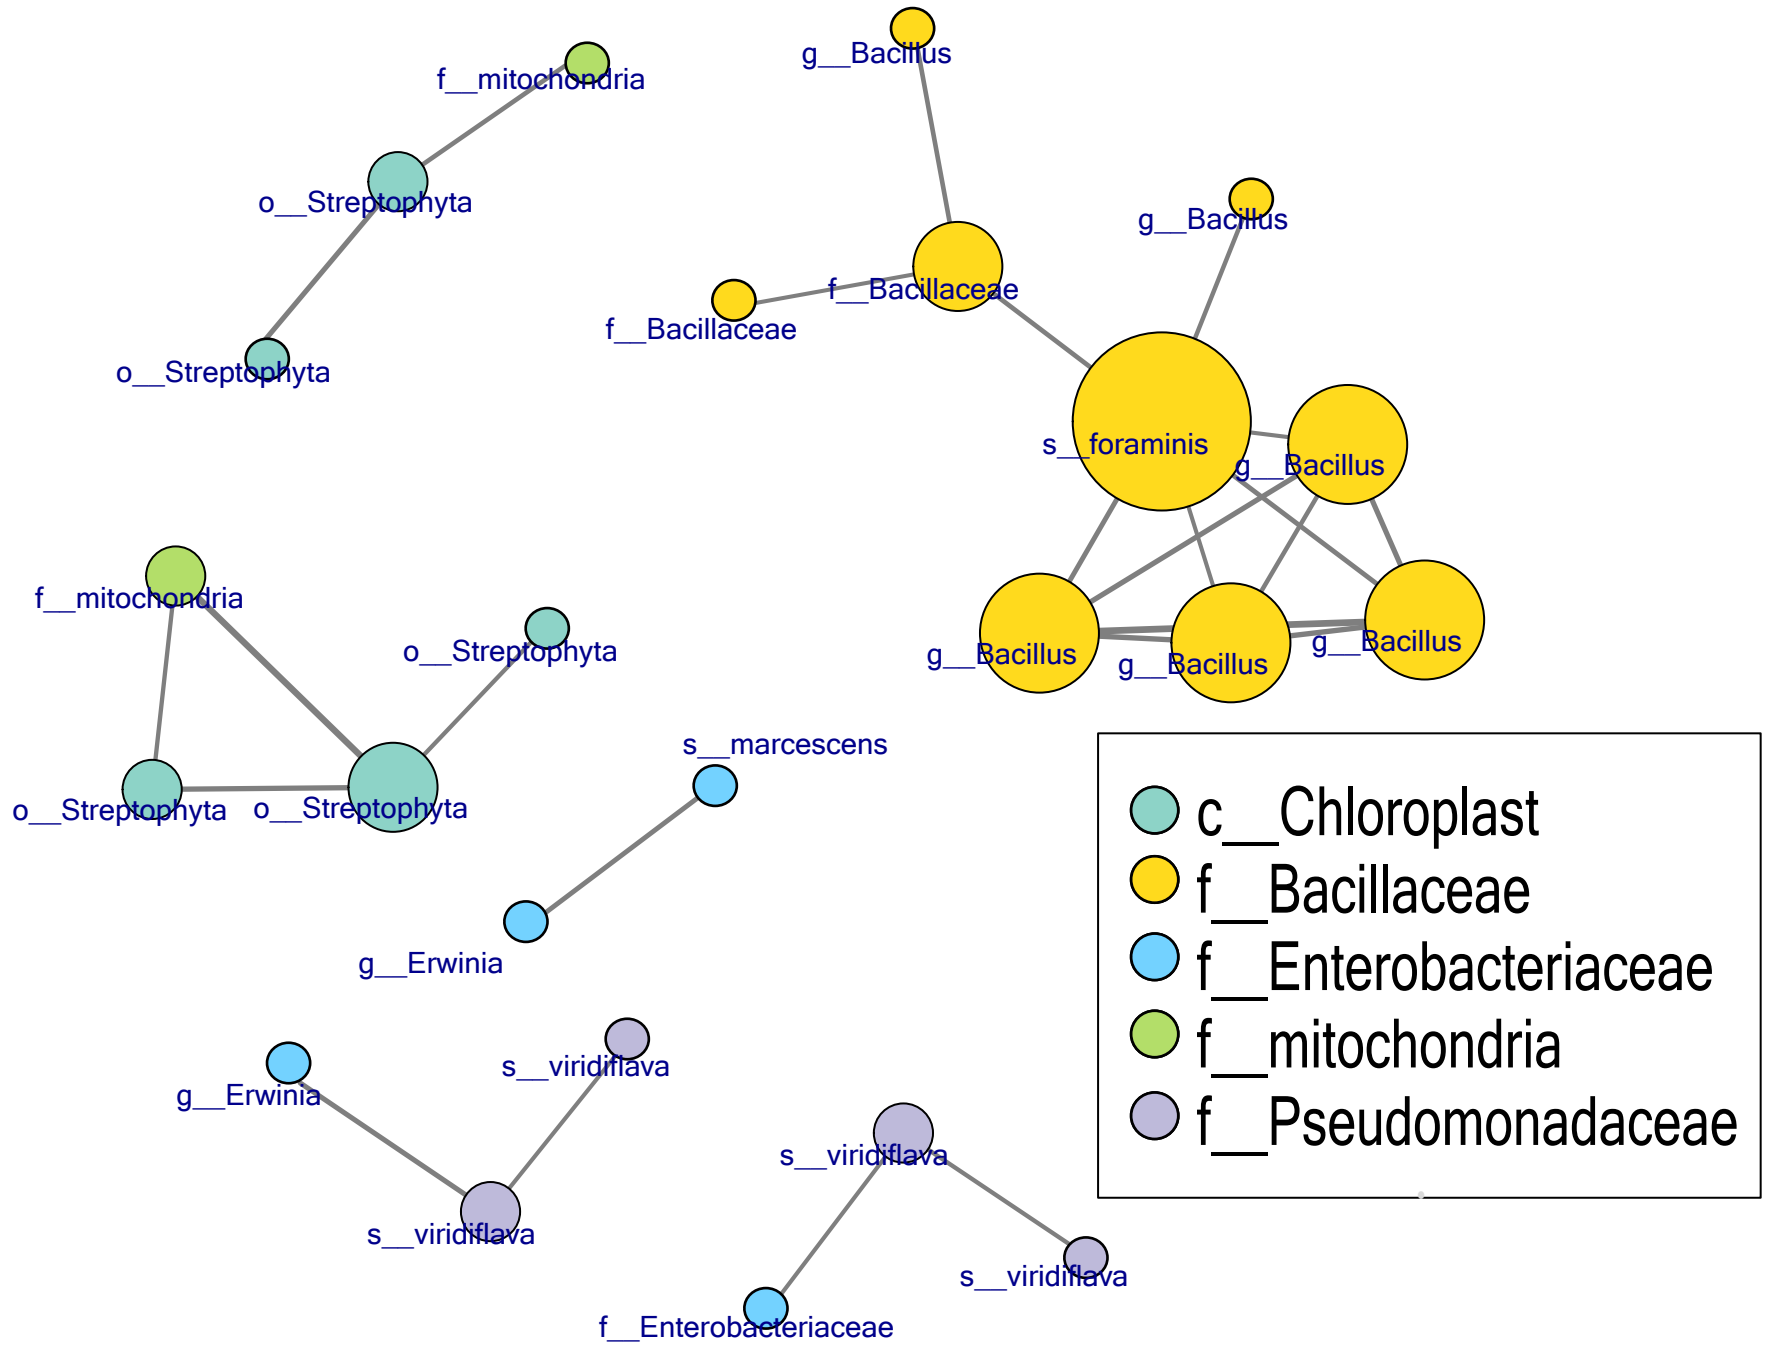 g__Bacillus
f__mitochondria
o__Streptophyta
g__Bacillus
f__Bacillaceae
f__Bacillaceae
o__Streptophyta
s__foraminis
g__Bacillus
f__mitochondria
o__Streptophyta
g__Bacillus
g__Bacillus
g__Bacillus
s__marcescens
o__Streptophyta
o__Streptophyta
g__Erwinia
s__viridiflava
g__Erwinia
s__viridiflava
s__viridiflava
s__viridiflava
f__Enterobacteriaceae
c__Chloroplast
f__Bacillaceae
f__Enterobacteriaceae
f__mitochondria
f__Pseudomonadaceae